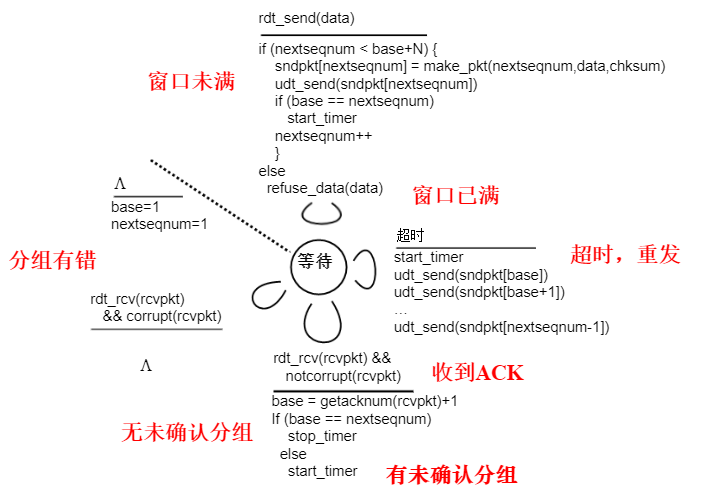 rdt_send(data)
if (nextseqnum < base+N) {
sndpkt[nextseqnum] = make_pkt(nextseqnum,data,chksum)
udt_send(sndpkt[nextseqnum])
if (base == nextseqnum)
start_timer
nextseqnum++
}
else
refuse_data(data)
窗口未满
窗口已满
Λ
base=1
nextseqnum=1
等待
超时
start_timer
udt_send(sndpkt[base])
udt_send(sndpkt[base+1])
…
udt_send(sndpkt[nextseqnum-1])
超时，重发
分组有错
rdt_rcv(rcvpkt)
&& corrupt(rcvpkt)
Λ
rdt_rcv(rcvpkt) &&
notcorrupt(rcvpkt)
收到ACK
base = getacknum(rcvpkt)+1
If (base == nextseqnum)
stop_timer
else
start_timer
无未确认分组
有未确认分组